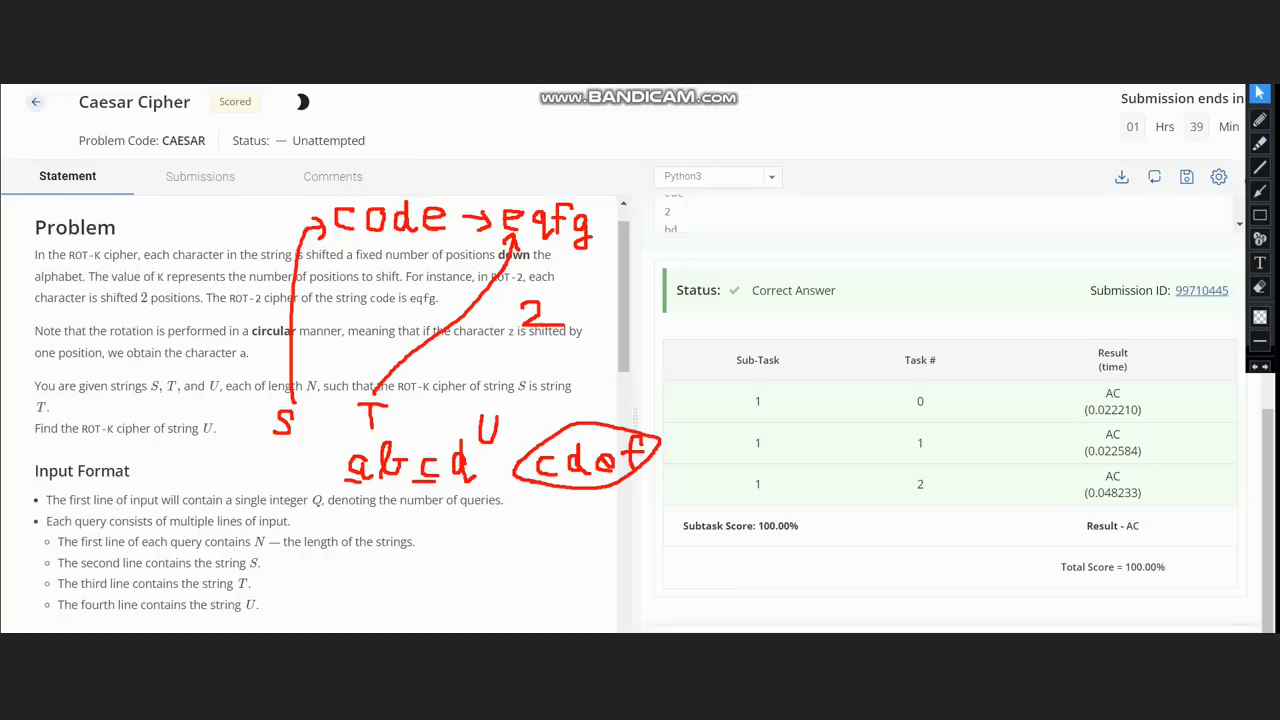 www.BANDICAM.com
Caesar Cipher
Scored
Submission ends in
Problem Code: CAESAR
Status: — Unattempted
01 Hrs 39 Min
Statement
Submissions
Comments
Python3
code → eqfg
2
bd
Problem
In the ROT-K cipher, each character in the string is shifted a fixed number of positions down the
alphabet. The value of K represents the number of positions to shift. For instance, in ROT-2, each
character is shifted 2 positions. The ROT-2 cipher of the string code is eqfg.
2
Note that the rotation is performed in a circular manner, meaning that if the character z is shifted by
one position, we obtain the character a.
You are given strings S, T, and U, each of length N, such that the ROT-K cipher of string S is string
T.
Find the ROT-K cipher of string U.
S
T
U
abcd
cdef
Input Format
The first line of input will contain a single integer Q, denoting the number of queries.
Each query consists of multiple lines of input.
The first line of each query contains N — the length of the strings.
The second line contains the string S.
The third line contains the string T.
The fourth line contains the string U.
Status: ✓ Correct Answer
Submission ID: 99710445
Sub-Task
Task #
Result
(time)
1 0 AC
(0.022210)
1 1 AC
(0.022584)
1 2 AC
(0.048233)
Subtask Score: 100.00%
Result - AC
Total Score = 100.00%